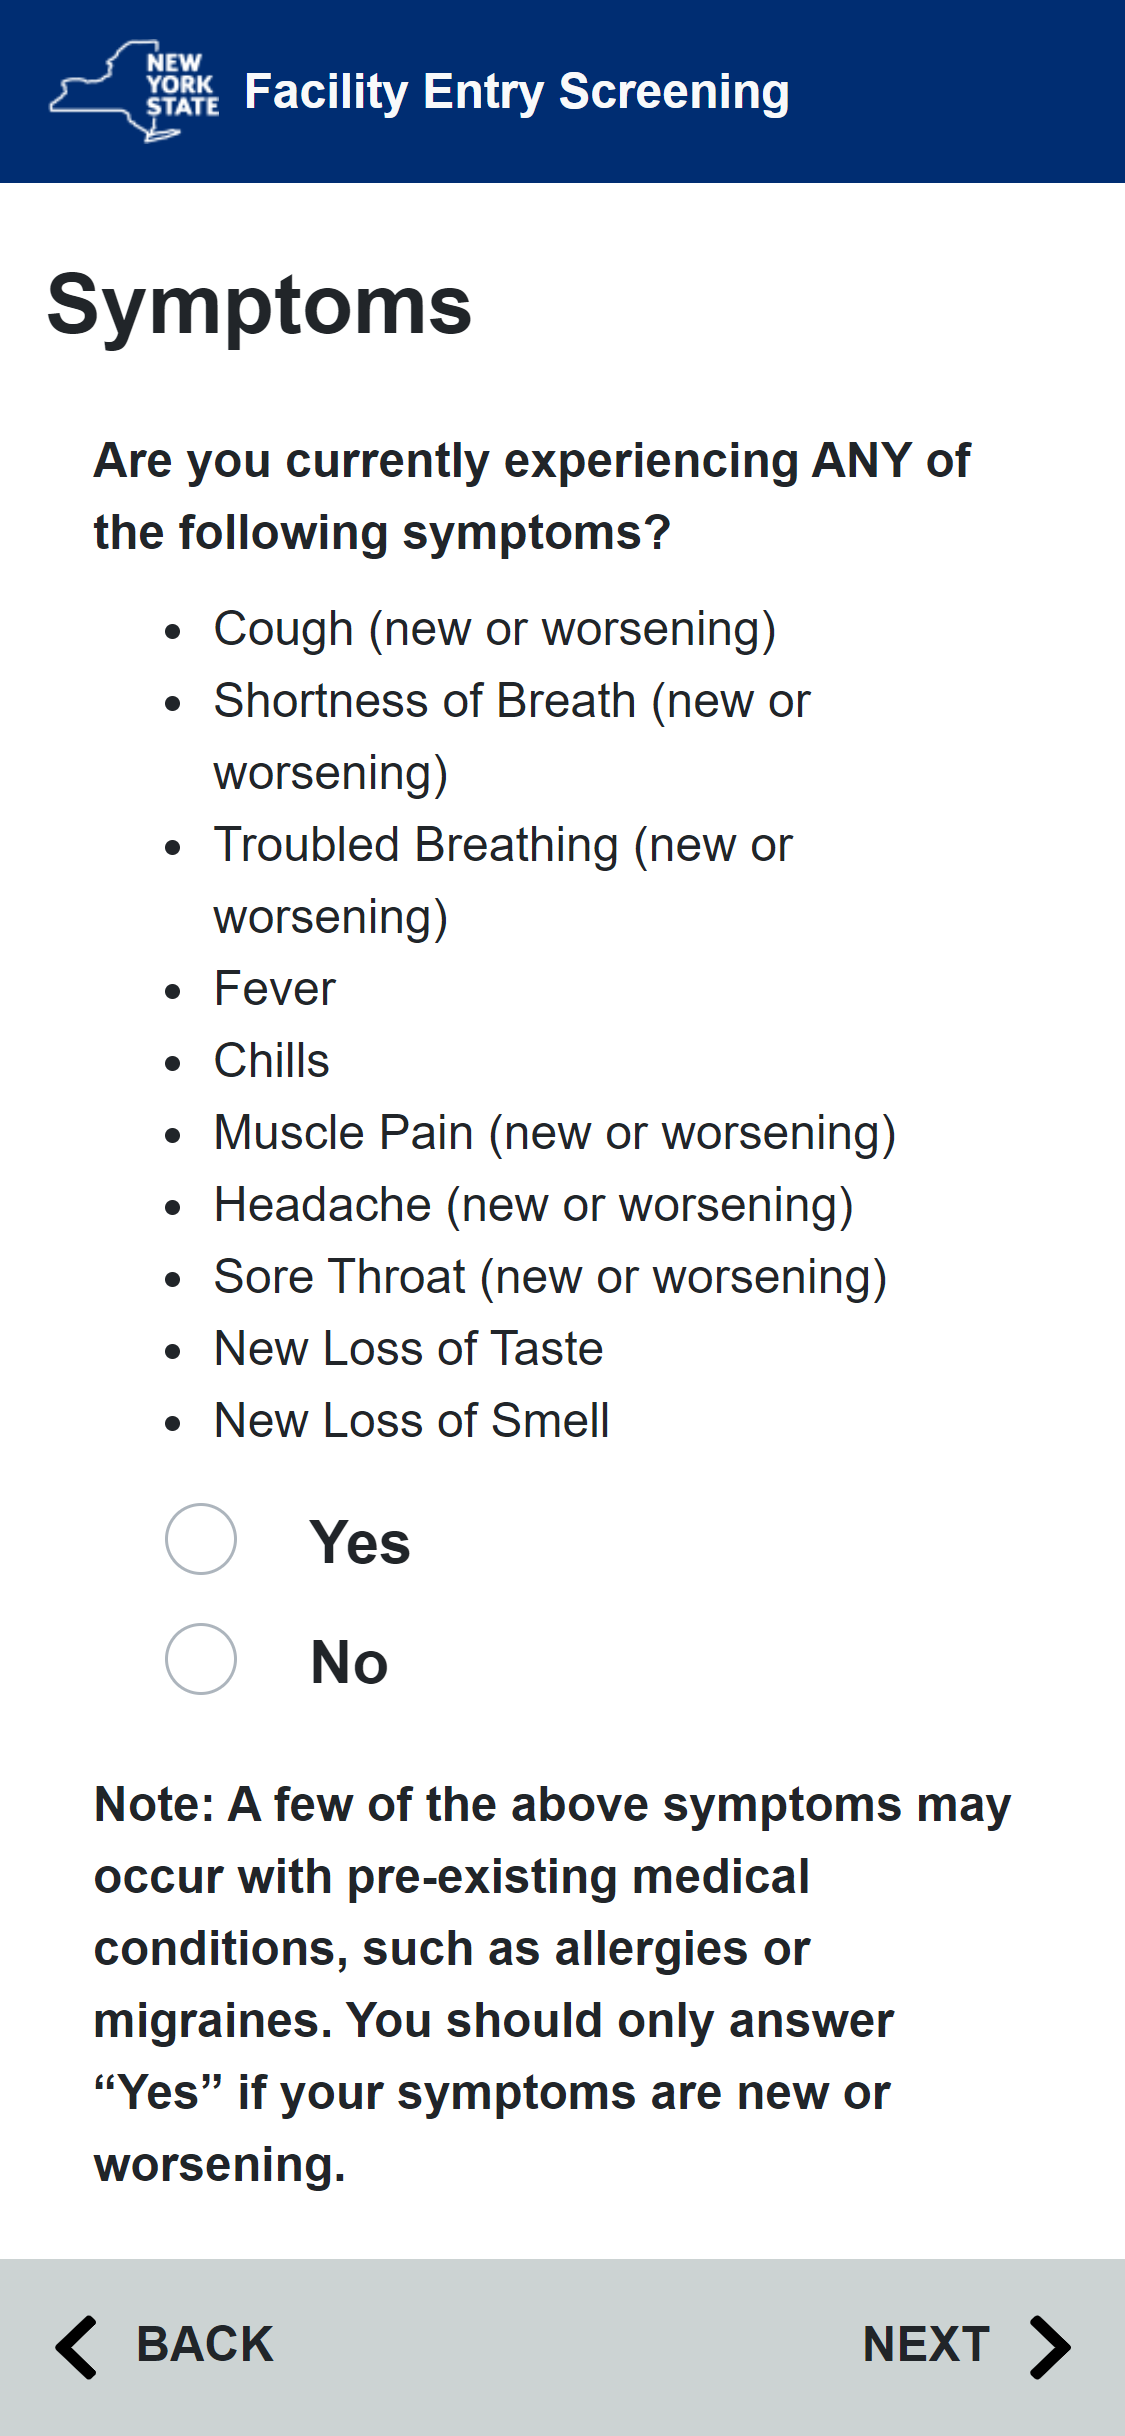 NEW
YORK
STATE
Facility Entry Screening
Symptoms
Are you currently experiencing ANY of
the following symptoms?
• Cough (new or worsening)
• Shortness of Breath (new or
worsening)
• Troubled Breathing (new or
worsening)
• Fever
• Chills
• Muscle Pain (new or worsening)
• Headache (new or worsening)
• Sore Throat (new or worsening)
• New Loss of Taste
• New Loss of Smell
Yes
No
Note: A few of the above symptoms may
occur with pre-existing medical
conditions, such as allergies or
migraines. You should only answer
“Yes” if your symptoms are new or
worsening.
BACK
NEXT